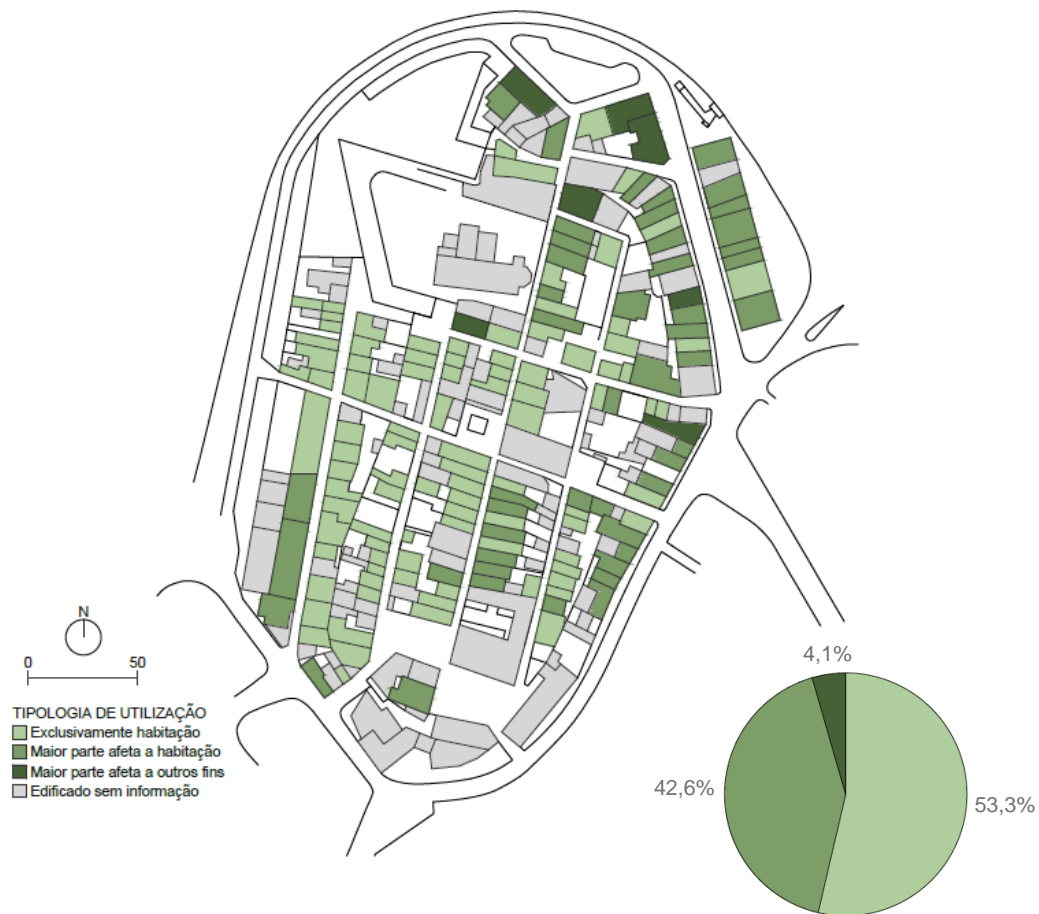 N
0 50
TIPOLOGIA DE UTILIZAÇÃO
Exclusivamente habitação
Maior parte afeta a habitação
Maior parte afeta a outros fins
Edificado sem informação
4,1%
42,6%
53,3%